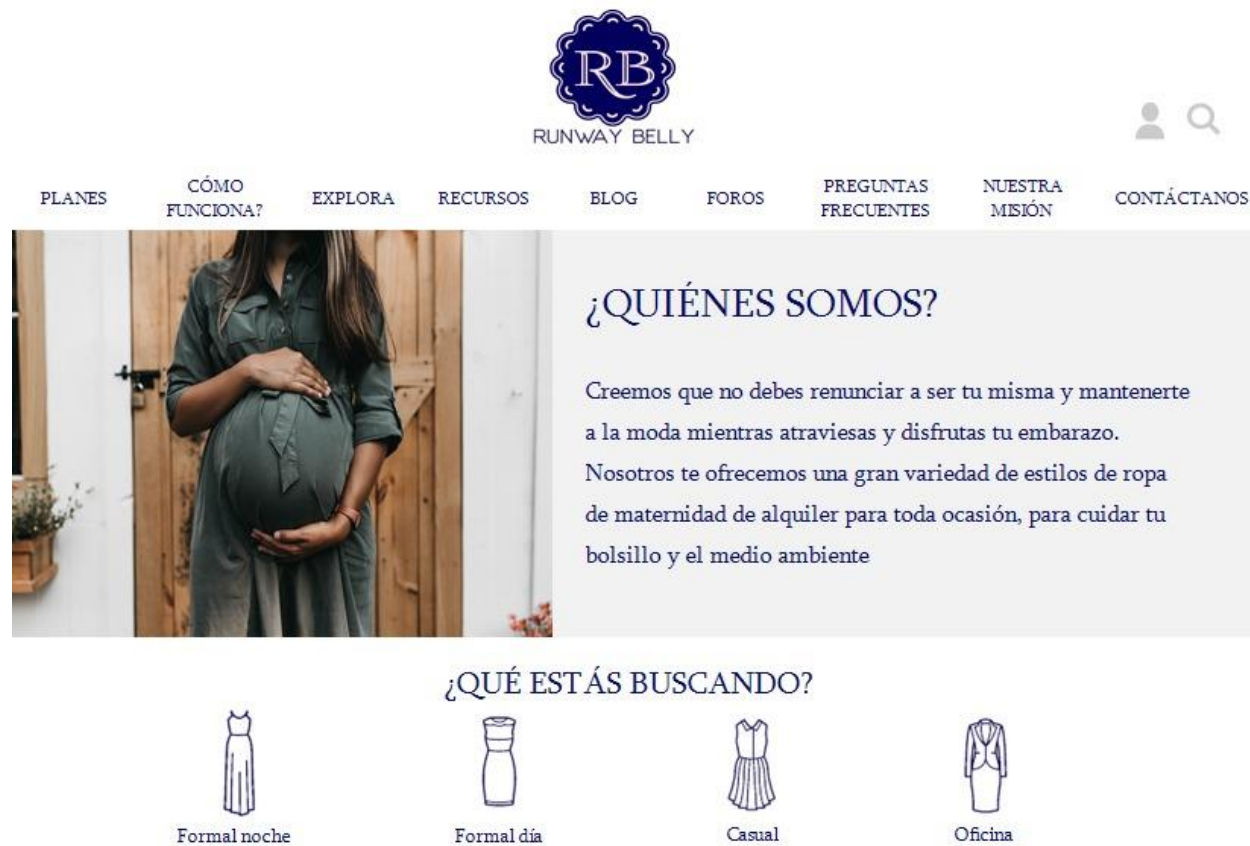 RB
RUNWAY BELLY
PLANES
CÓMO
FUNCIONA?
EXPLORA
RECURSOS
BLOG
FOROS
PREGUNTAS
FRECUENTES
NUESTRA
MISIÓN
CONTÁCTANOS
¿QUIÉNES SOMOS?
Creemos que no debes renunciar a ser tu misma y mantenerte
a la moda mientras atraviesas y disfrutas tu embarazo.
Nosotros te ofrecemos una gran variedad de estilos de ropa
de maternidad de alquiler para toda ocasión, para cuidar tu
bolsillo y el medio ambiente
¿QUÉ ESTÁS BUSCANDO?
Formal noche
Formal día
Casual
Oficina